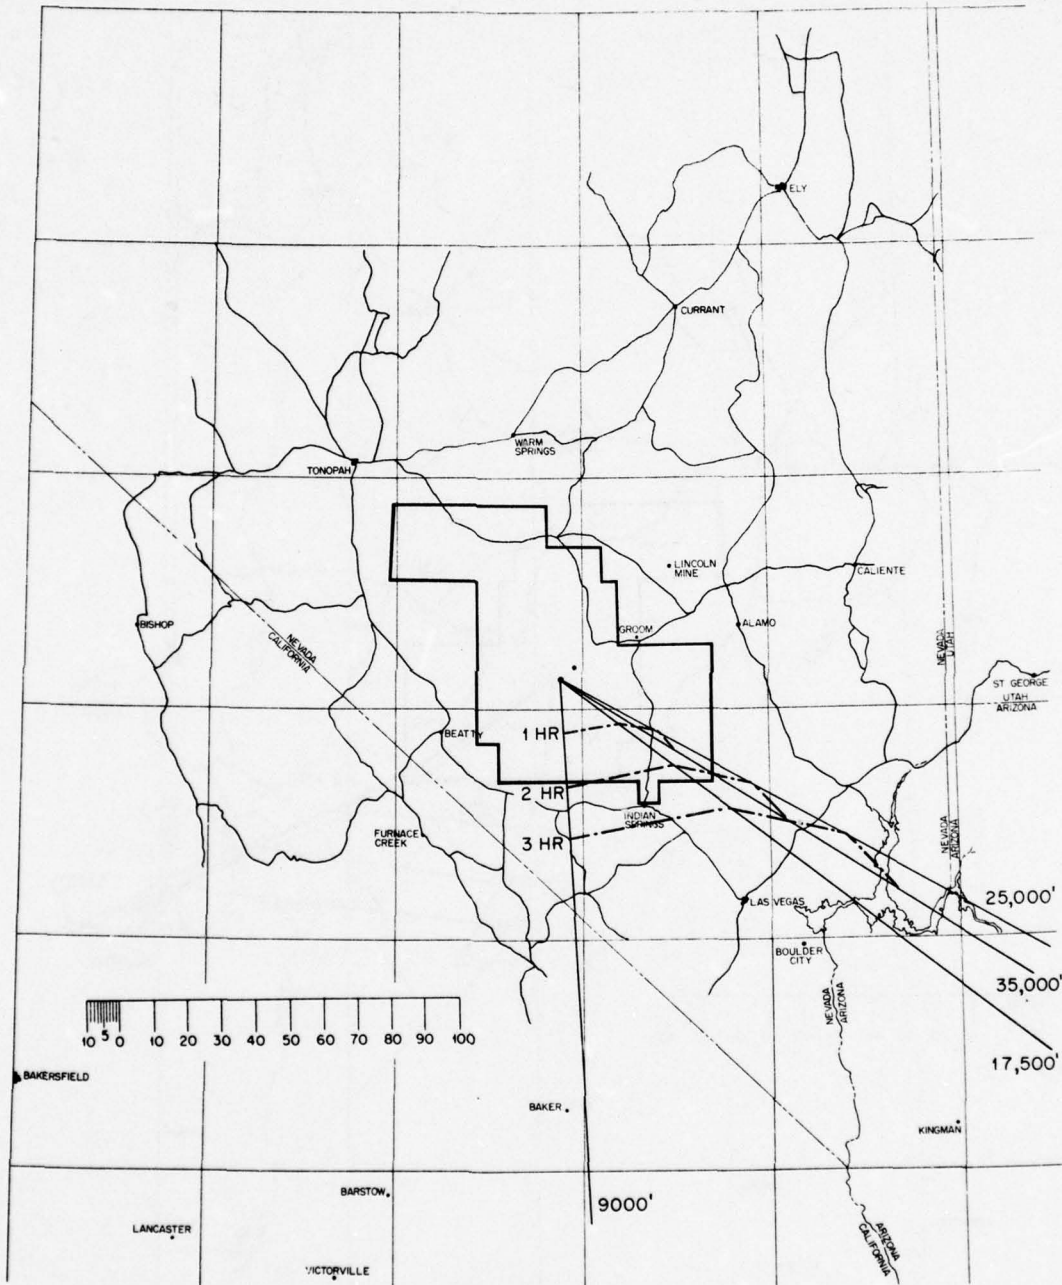 ELY
CURRANT
WARM
SPRINGS
TONOPAH
LINCOLN
MINE
CALIENTE
BISHOP
NEVADA
CALIFORNIA
GROOM
ALAMO
NEVADA
UTAH
ST GEORGE
UTAH
ARIZONA
BEATTY
1 HR
2 HR
INDIAN
SPRINGS
FURNACE
CREEK
3 HR
NEVADA
ARIZONA
LAS VEGAS
25,000'
BOULDER
CITY
35,000'
NEVADA
ARIZONA
10 5 0 10 20 30 40 50 60 70 80 90 100
17,500'
BAKERSFIELD
BAKER
KINGMAN
BARSTOW
9000'
LANCASTER
ARIZONA
CALIFORNIA
VICTORVILLE